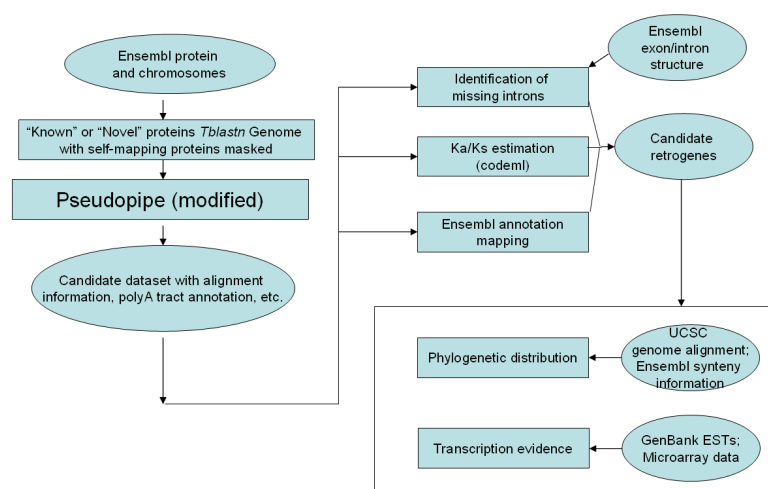 Ensembl protein
and chromosomes
"Known" or "Novel" proteins Tblastn Genome
with self-mapping proteins masked
Pseudopipe (modified)
Candidate dataset with alignment
information, polyA tract annotation, etc.
Identification of
missing introns
Ka/Ks estimation
(codeml)
Ensembl annotation
mapping
Ensembl
exon/intron
structure
Candidate
retrogenes
Phylogenetic distribution
UCSC
genome alignment;
Ensembl synteny
information
Transcription evidence
GenBank ESTs;
Microarray data